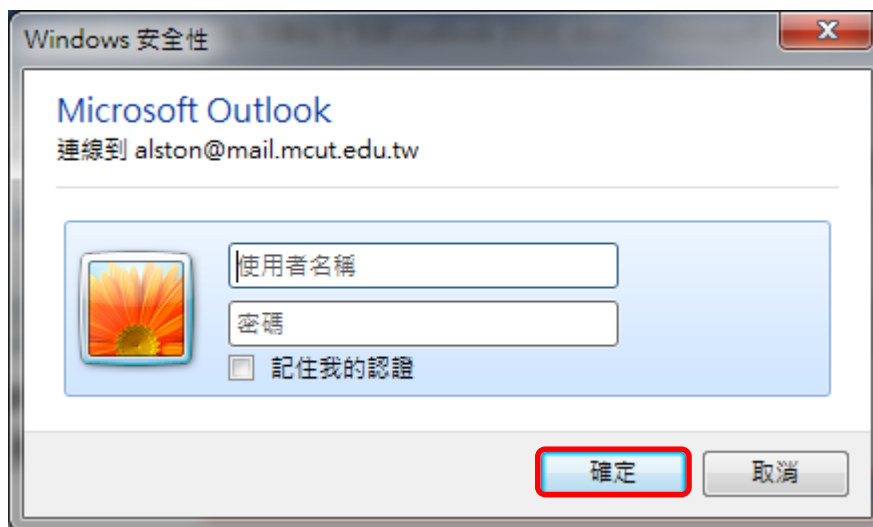 Windows 安全性
Microsoft Outlook
連線到 alston@mail.mcut.edu.tw
使用者名稱
密碼
記住我的認證
確定
取消